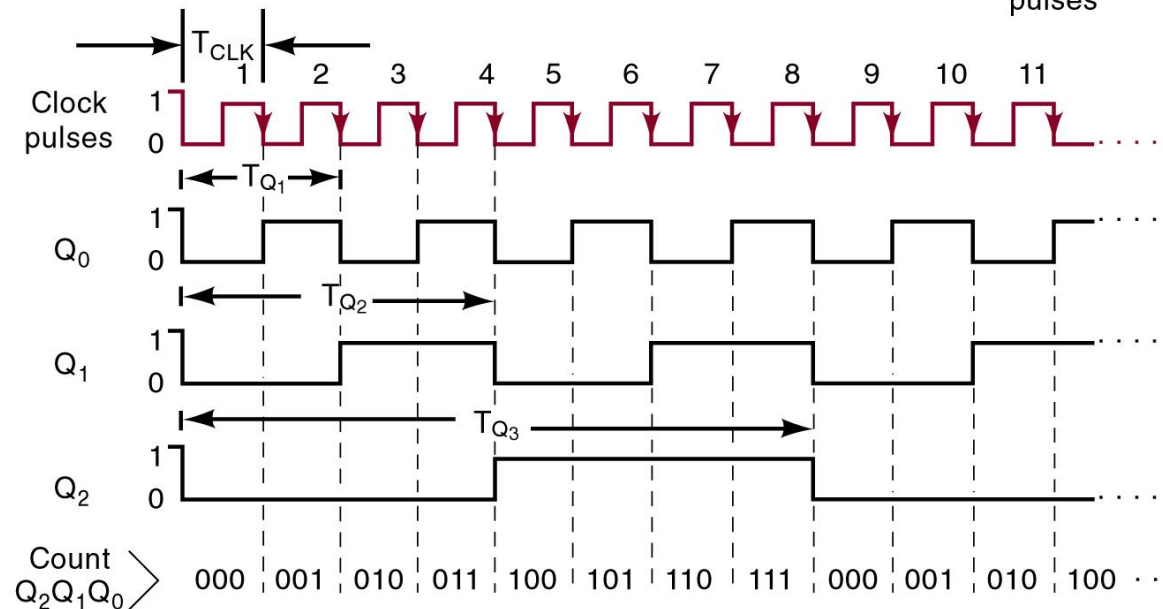 pulses
T_CLK
1 2 3 4 5 6 7 8 9 10 11
Clock pulses
1
0
. . . .
T_Q₁
Q₀
1
0
. . . .
T_Q₂
Q₁
1
0
. . . .
T_Q₃
Q₂
1
0
. . . .
Count
Q₂Q₁Q₀
000 001 010 011 100 101 110 111 000 001 010 100 . .